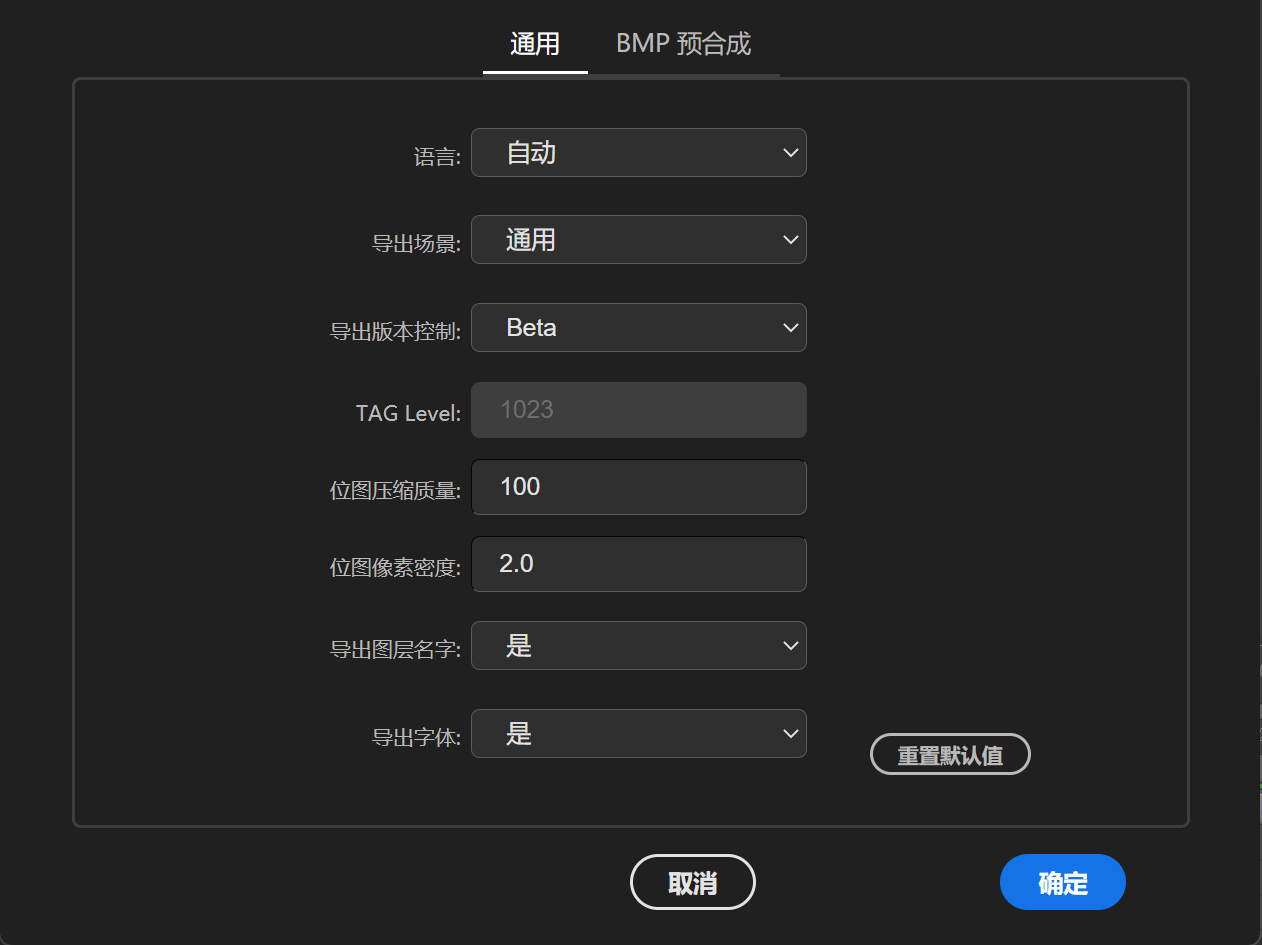 通用 BMP 预合成
语言: 自动
导出场景: 通用
导出版本控制: Beta
TAG Level: 1023
位图压缩质量: 100
位图像素密度: 2.0
导出图层名字: 是
导出字体: 是
重置默认值
取消 确定